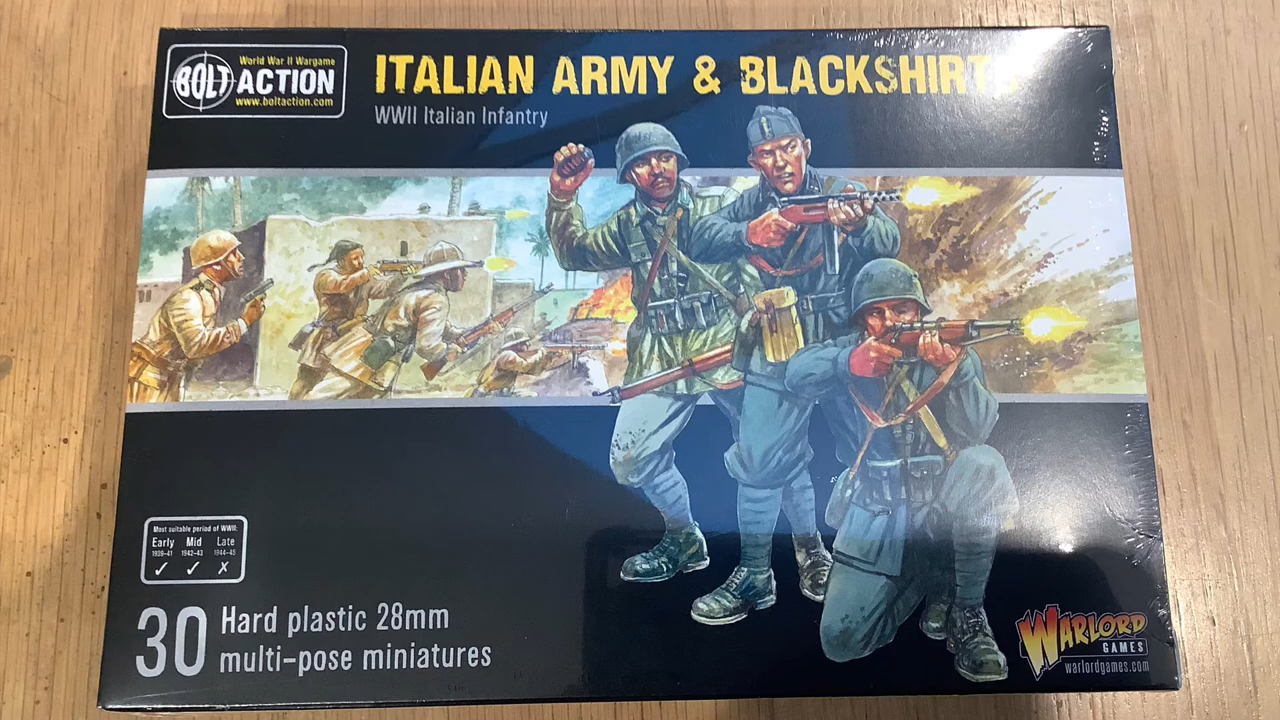 World War II Wargame
BOLT ACTION
www.boltaction.com
ITALIAN ARMY & BLACKSHIRTS
WWII Italian Infantry
Most suitable period of WWII:
Early Mid Late
1939-41 1942-43 1944-45
✓ ✓ ✗
30 Hard plastic 28mm
multi-pose miniatures
WARLORD
GAMES
warlordgames.com